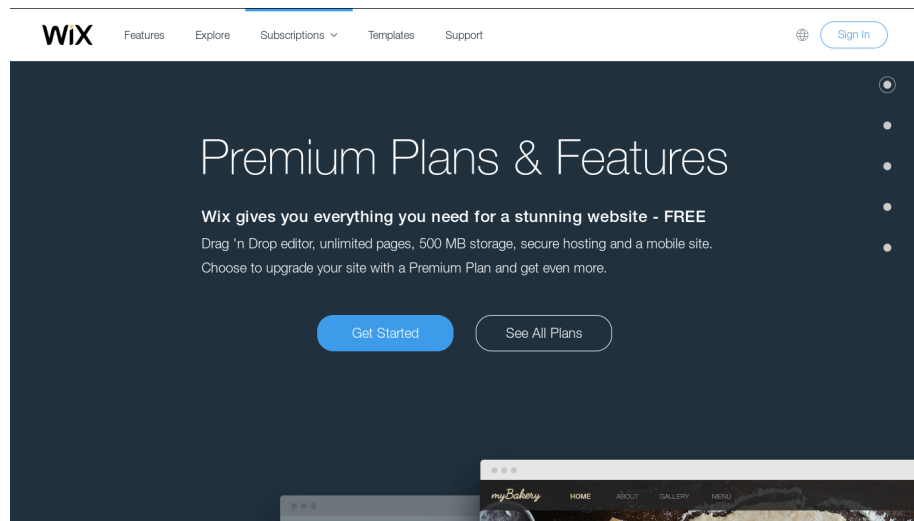 WiX
Features
Explore
Subscriptions
Templates
Support
Sign In
Premium Plans & Features
Wix gives you everything you need for a stunning website - FREE
Drag 'n Drop editor, unlimited pages, 500 MB storage, secure hosting and a mobile site.
Choose to upgrade your site with a Premium Plan and get even more.
Get Started
See All Plans
myBakery
HOME
ABOUT
GALLERY
MENU